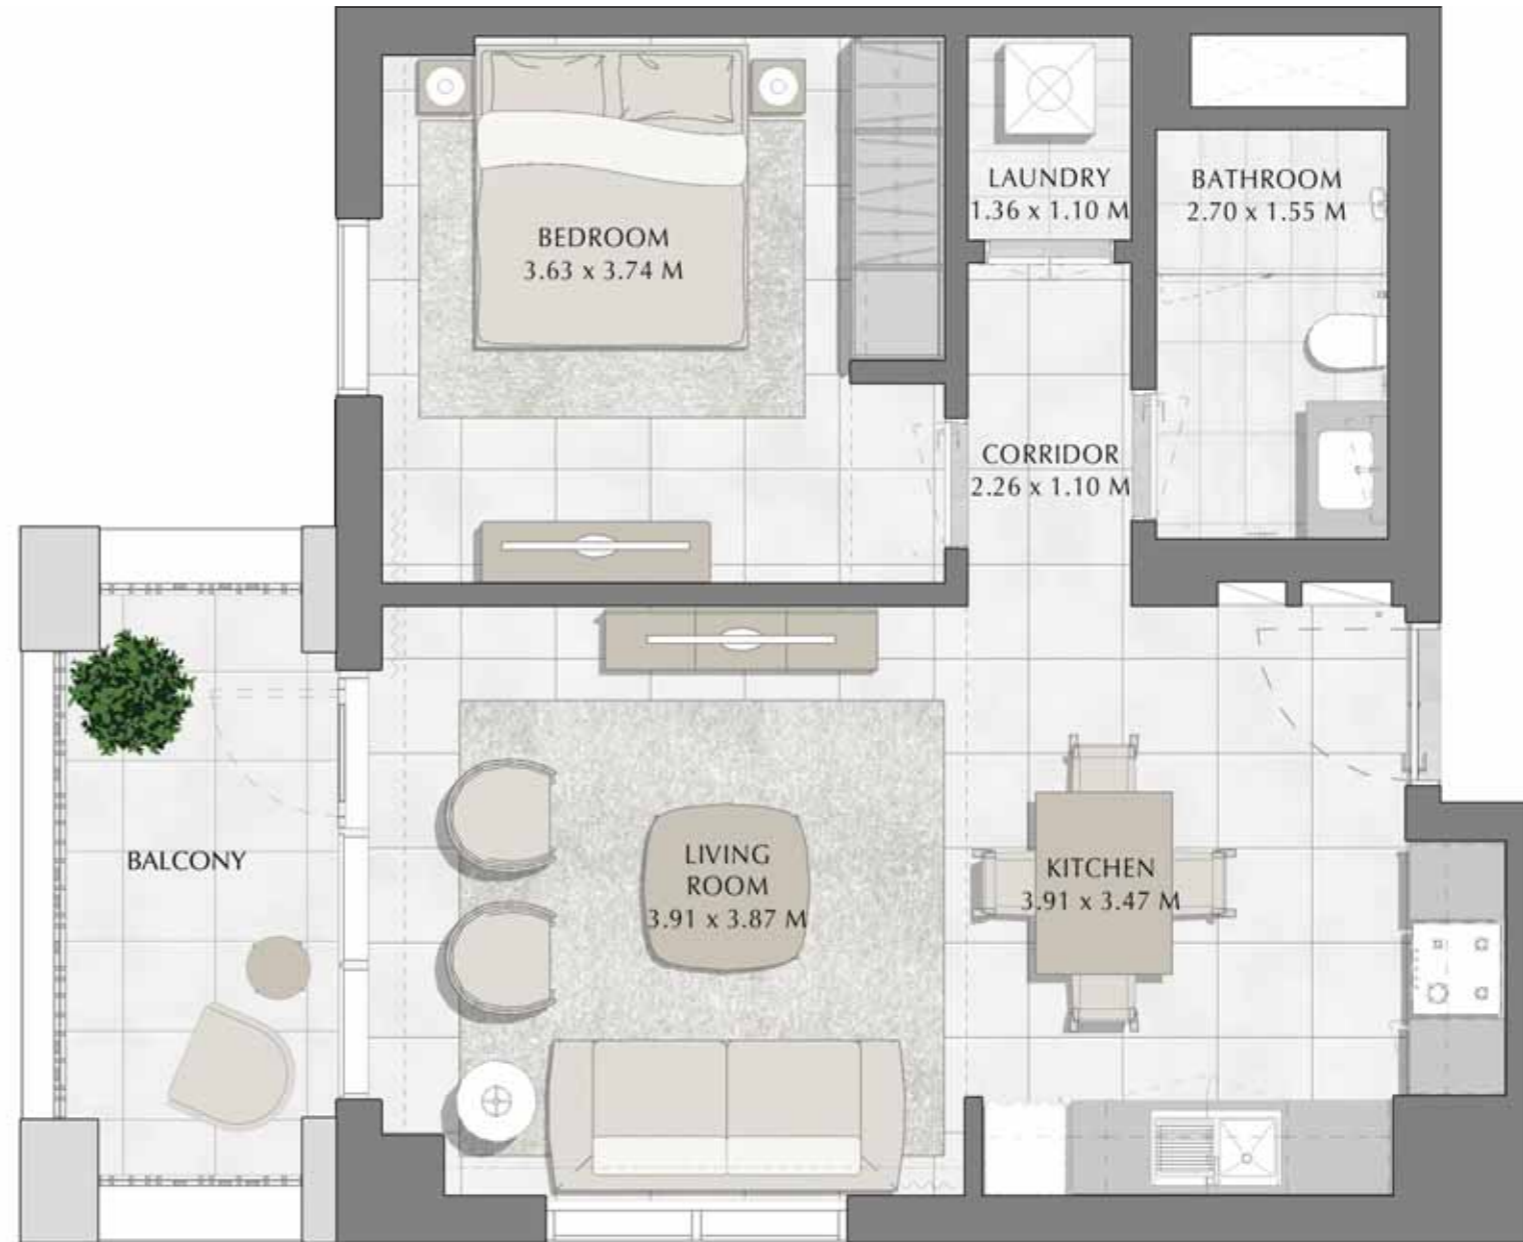 LAUNDRY
1.36 x 1.10 M
BATHROOM
2.70 x 1.55 M
BEDROOM
3.63 x 3.74 M
CORRIDOR
2.26 x 1.10 M
BALCONY
LIVING
ROOM
3.91 x 3.87 M
KITCHEN
3.91 x 3.47 M